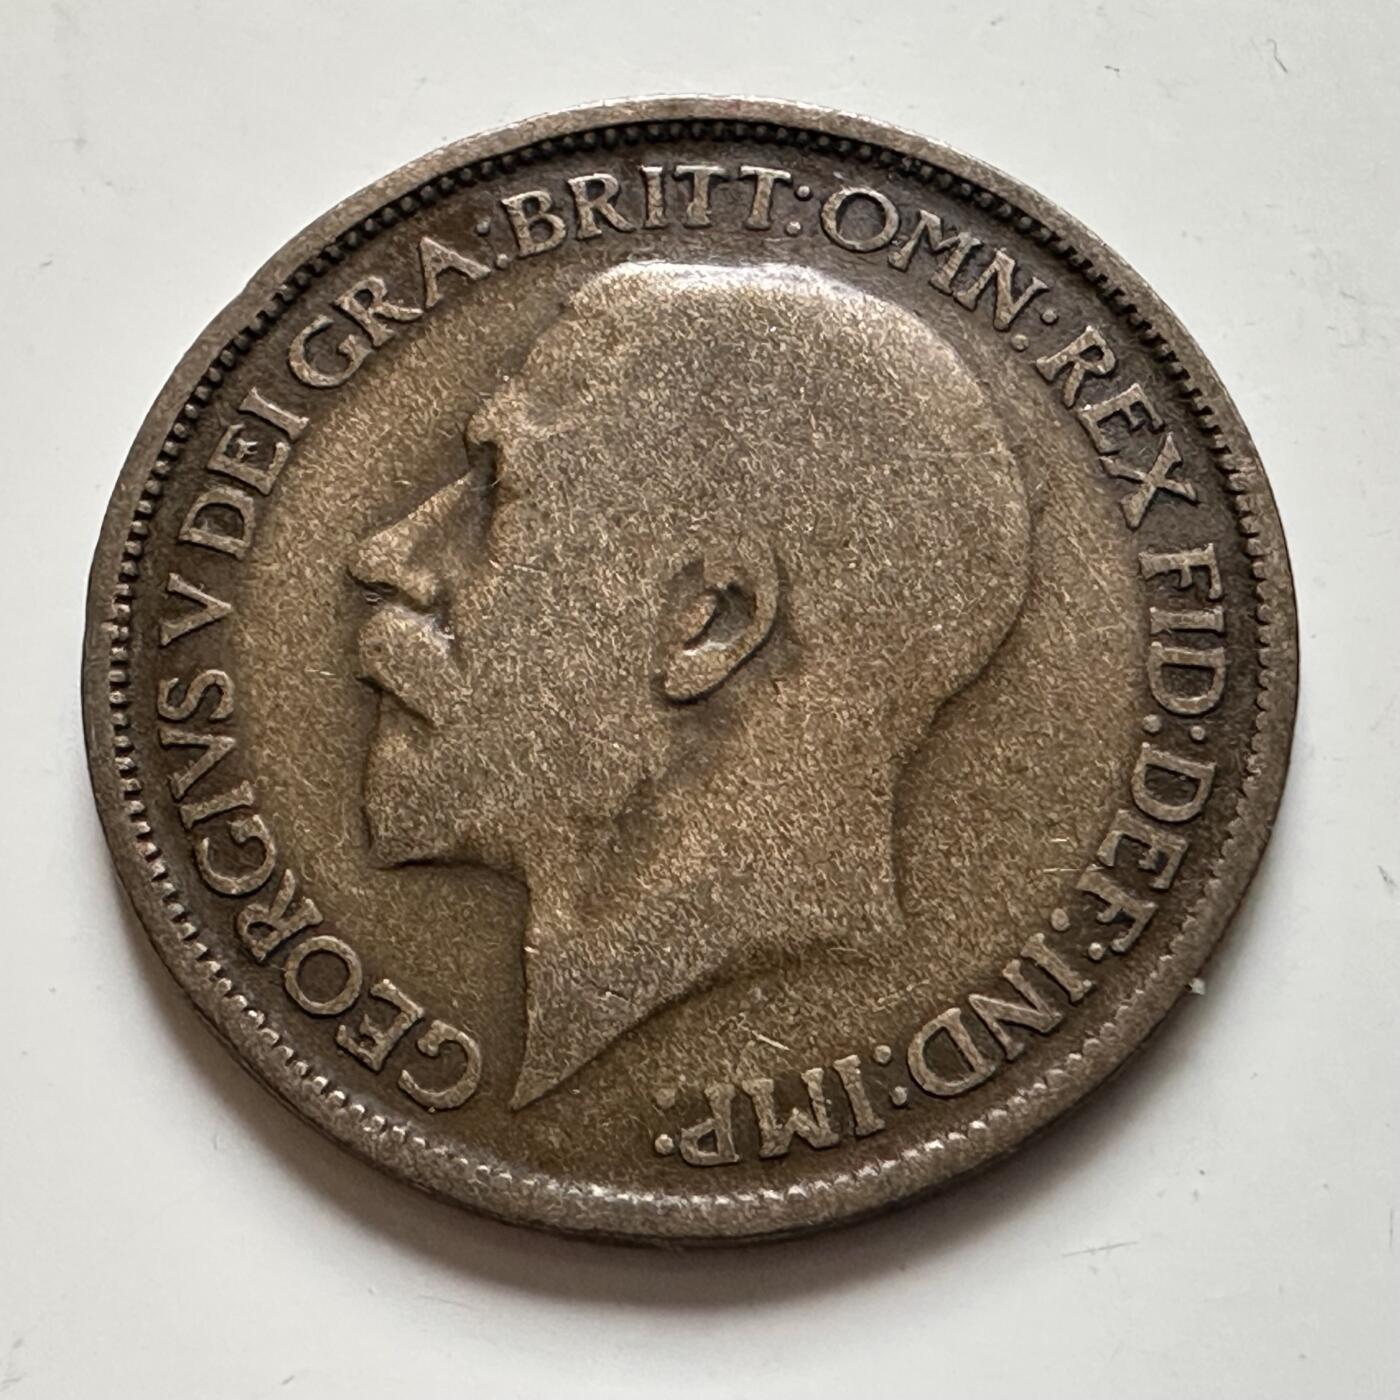 GEORGIVS V DEI GRA: BRITT: OMN: REX FID: DEF: IND: IMP: